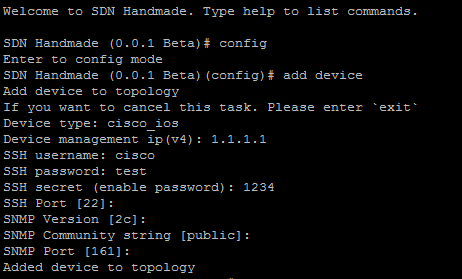 Welcome to SDN Handmade. Type help to list commands.
SDN Handmade (0.0.1 Beta)# config
Enter to config mode
SDN Handmade (0.0.1 Beta)(config)# add device
Add device to topology
If you want to cancel this task. Please enter `exit`
Device type: cisco_ios
Device management ip(v4): 1.1.1.1
SSH username: cisco
SSH password: test
SSH secret (enable password): 1234
SSH Port [22]:
SNMP Version [2c]:
SNMP Community string [public]:
SNMP Port [161]:
Added device to topology